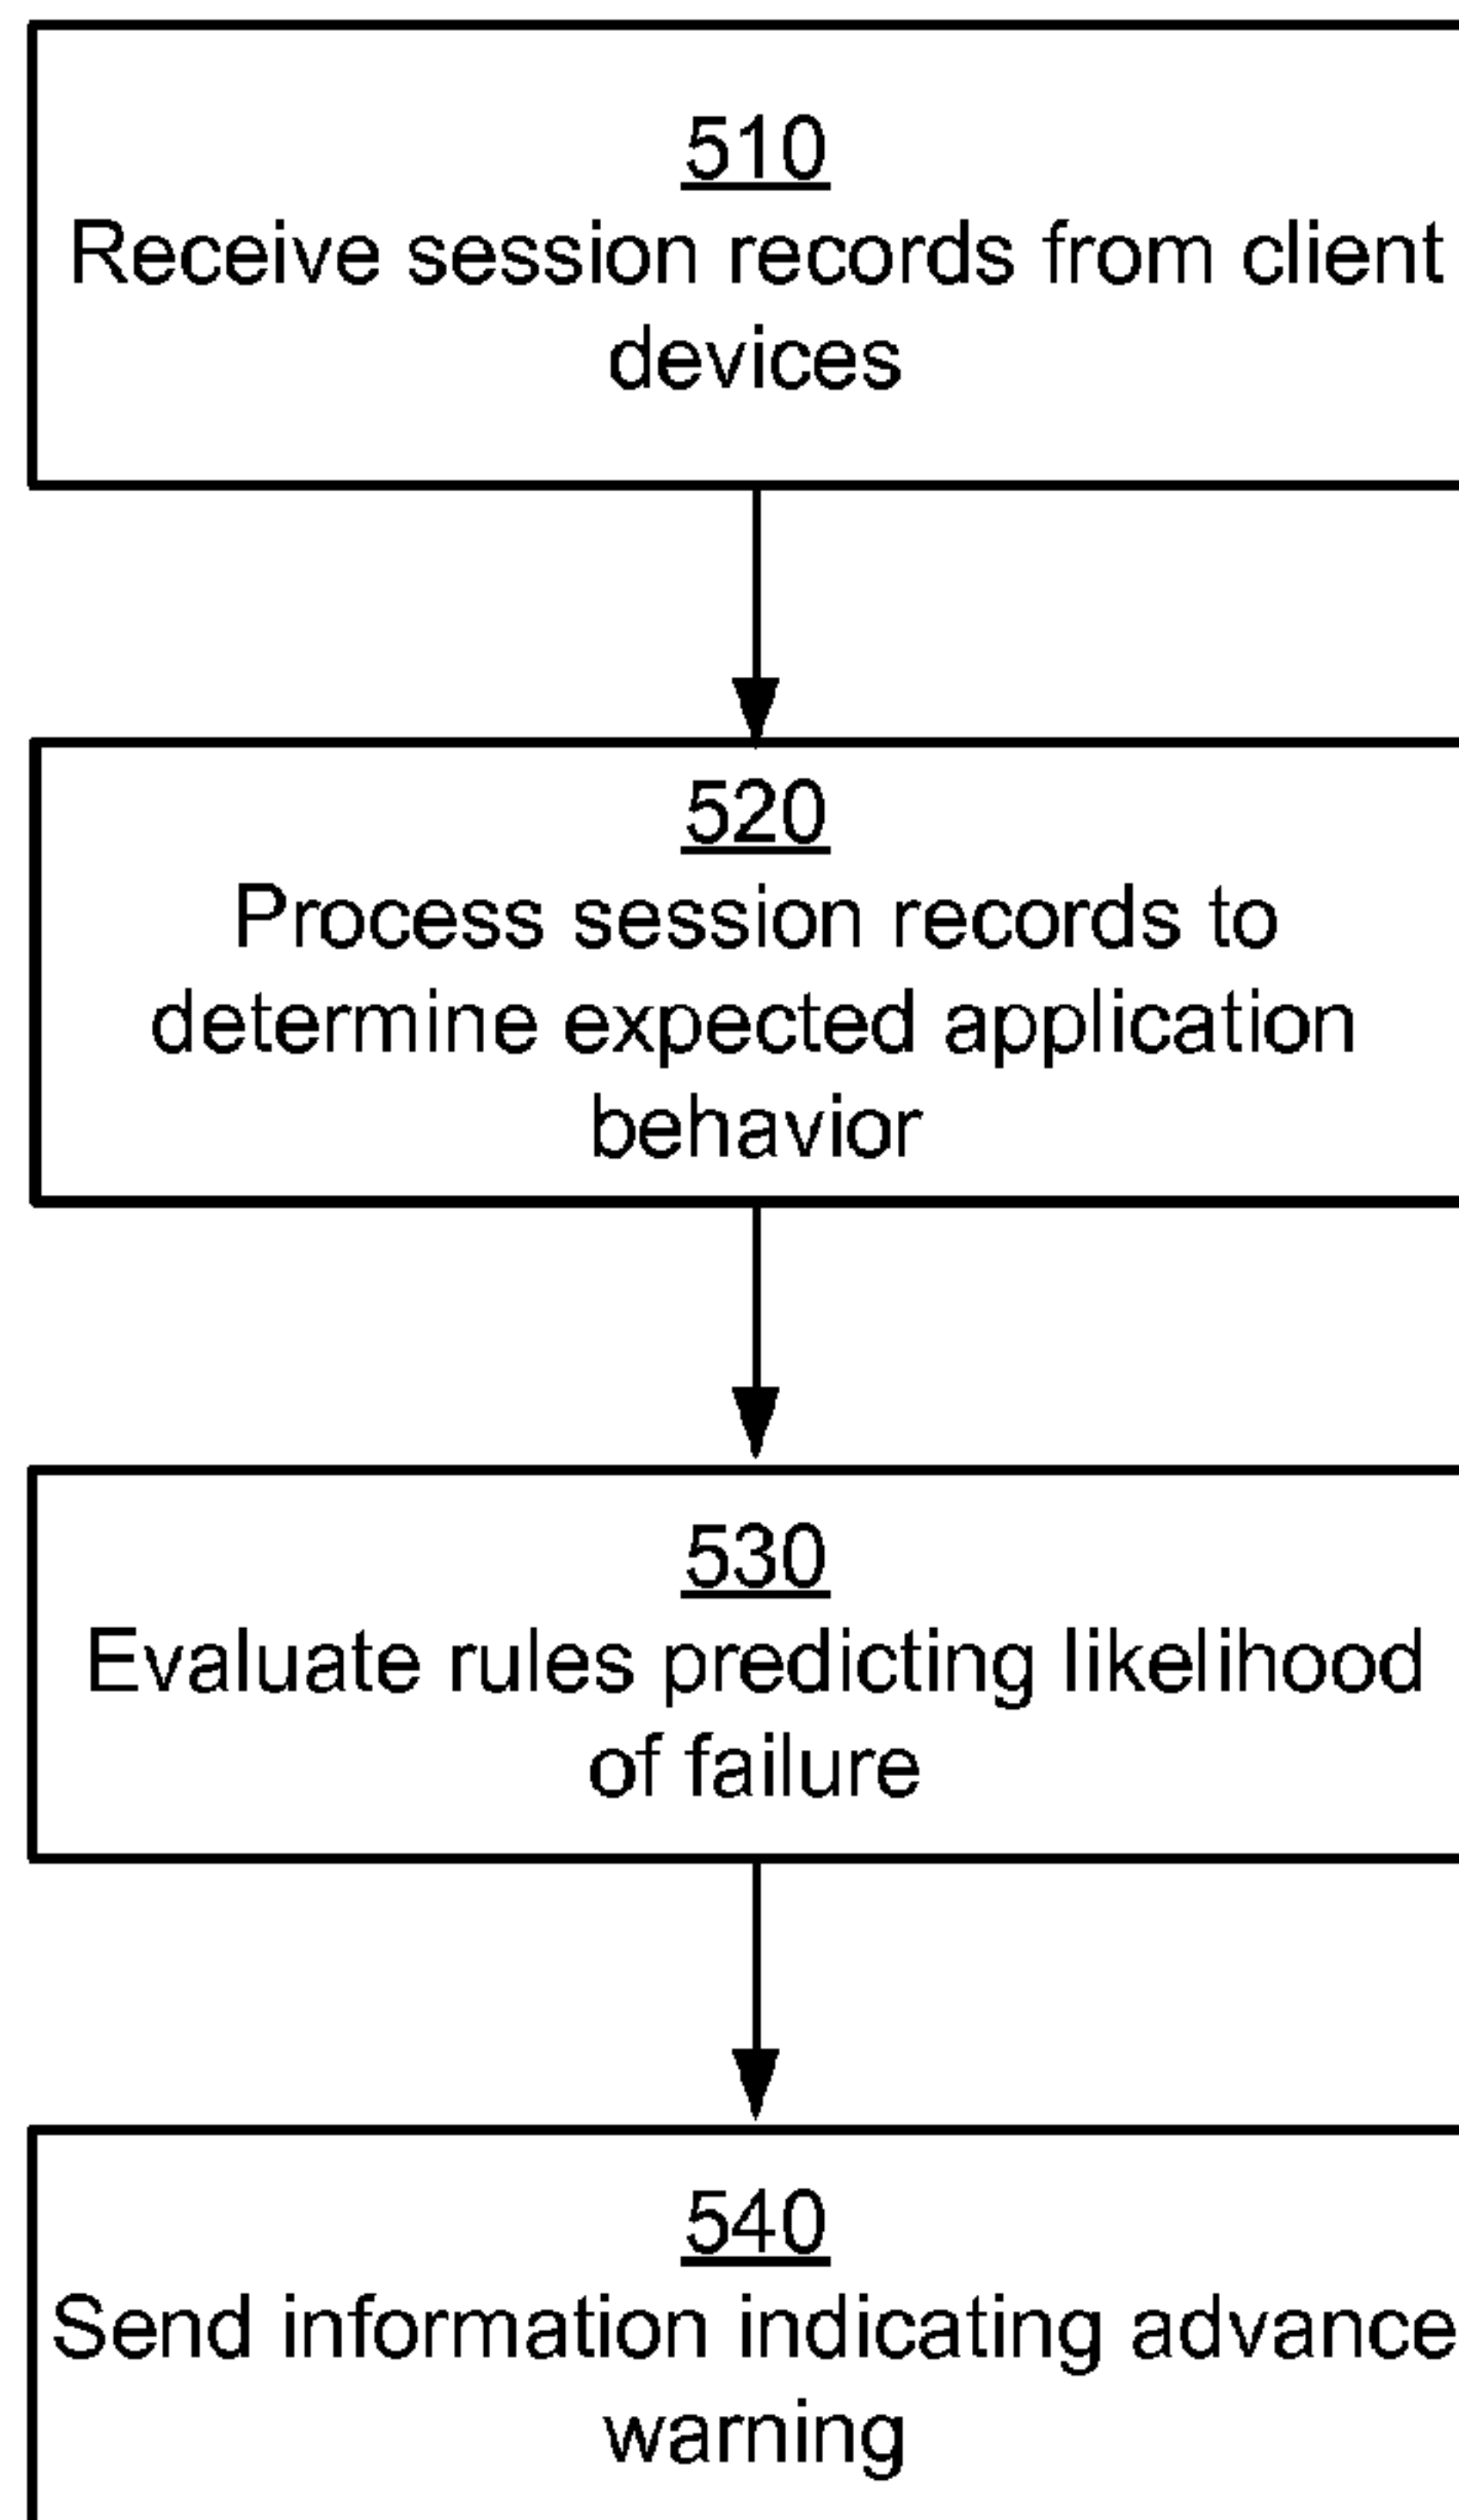 510
Receive session records from client
devices
520
Process session records to
determine expected application
behavior
530
Evaluate rules predicting likelihood
of failure
540
Send information indicating advance
warning